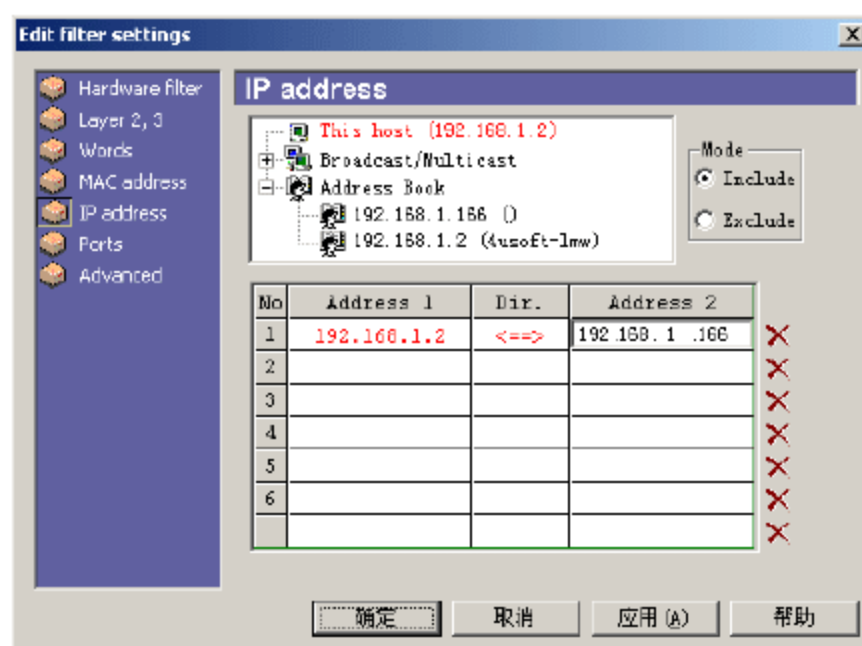 Edit filter settings
Hardware filter
Layer 2, 3
Words
MAC address
IP address
Ports
Advanced
IP address
This host (192.168.1.2)
Broadcast/Multicast
Address Book
192.168.1.166 ()
192.168.1.2 (4usoft-lmw)
Mode
Include
Exclude
No Address 1 Dir. Address 2
1 192.168.1.2 <==> 192.168. 1 .166
2
3
4
5
6
确定 取消 应用(A) 帮助